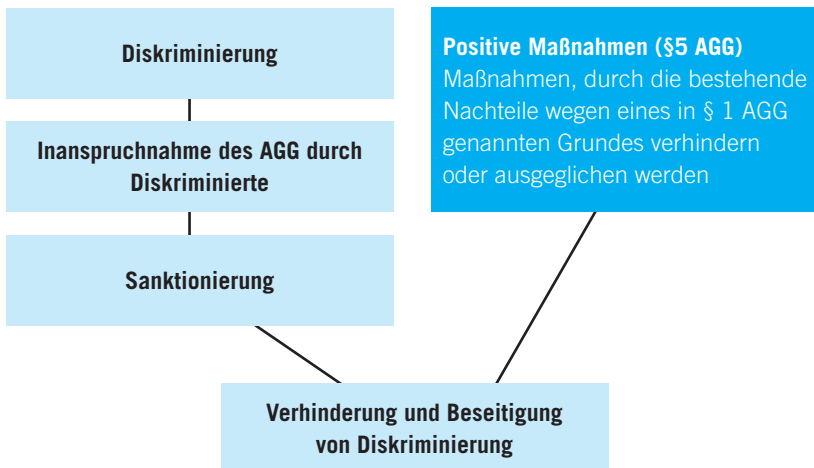 Diskriminierung
Inanspruchnahme des AGG durch
Diskriminierte
Sanktionierung
Positive Maßnahmen (§5 AGG)
Maßnahmen, durch die bestehende
Nachteile wegen eines in § 1 AGG
genannten Grundes verhindern
oder ausgeglichen werden
Verhinderung und Beseitigung
von Diskriminierung